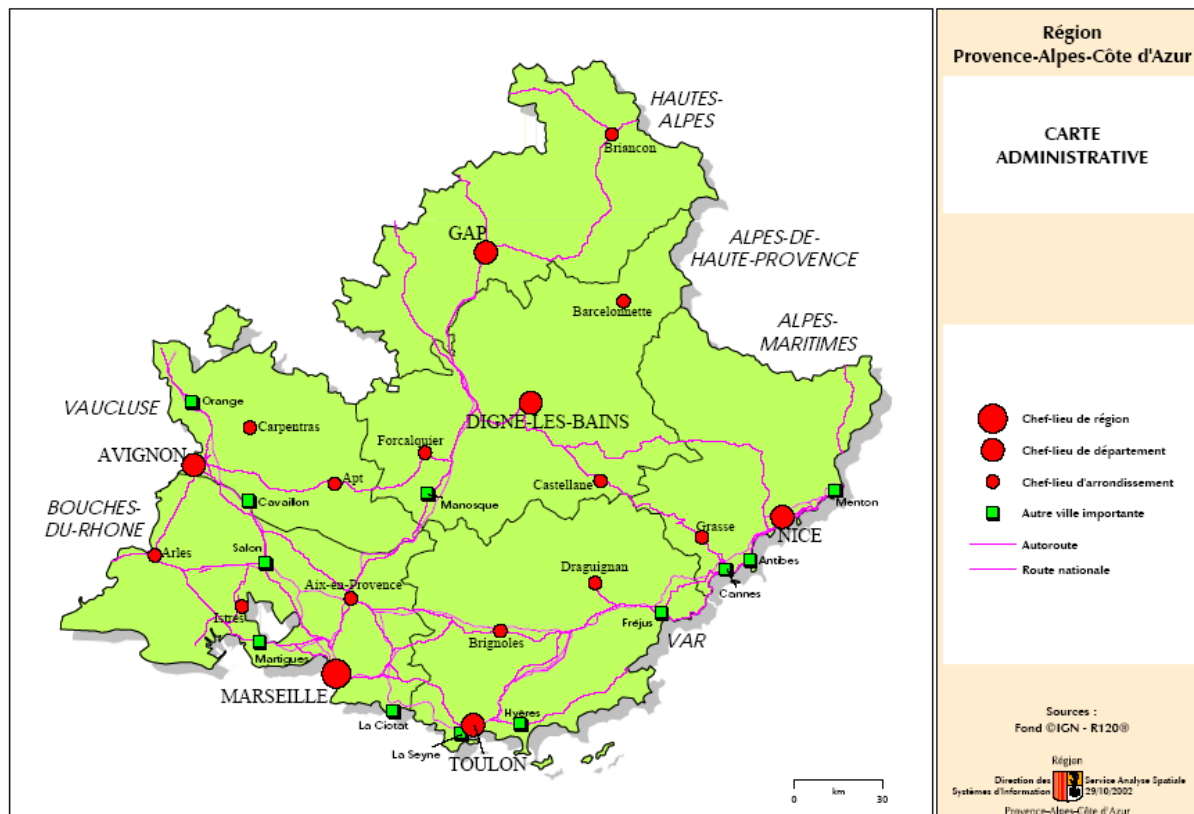 HAUTES-
ALPES
Briancon
GAP
ALPES-DE-
HAUTE-PROVENCE
Barcelonnette
ALPES-
MARITIMES
VAUCLUSE
Orange
Carpentras
DIGNE-LES-BAINS
Forcalquier
AVIGNON
Apt
Castellane
Menton
BOUCHES-
DU-RHONE
Cavaillon
Manosque
Grasse
NICE
Arles
Salon
Antibes
Aix-en-Provence
Draguignan
Cannes
Istres
Fréjus
VAR
Martigues
Brignoles
MARSEILLE
La Ciotat
Hyères
La Seyne
TOULON
0 km 30
Région
Provence-Alpes-Côte d'Azur
CARTE
ADMINISTRATIVE
Chef-lieu de région
Chef-lieu de département
Chef-lieu d'arrondissement
Autre ville importante
Autoroute
Route nationale
Sources :
Fond ©IGN - R120®
Région
Direction des Service Analyse Spatiale
Systèmes d'Information 29/10/2002
Provence-Alpes-Côte d'Azur